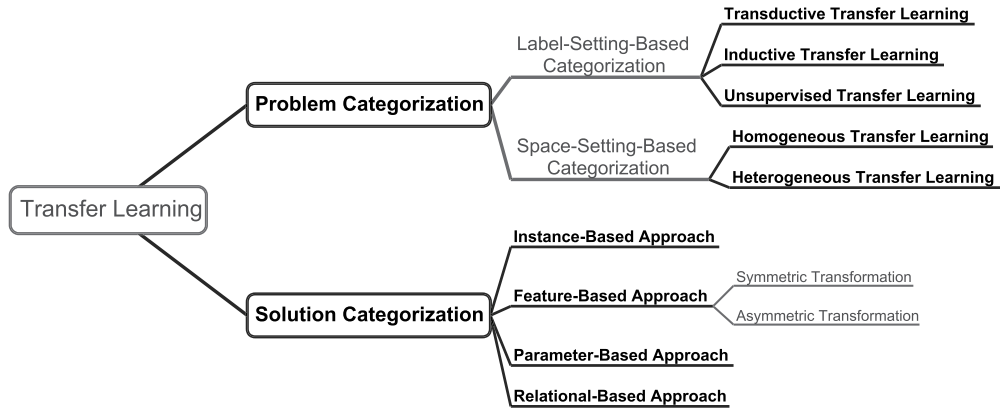 Transfer Learning
Problem Categorization
Label-Setting-Based
Categorization
Transductive Transfer Learning
Inductive Transfer Learning
Unsupervised Transfer Learning
Space-Setting-Based
Categorization
Homogeneous Transfer Learning
Heterogeneous Transfer Learning
Solution Categorization
Instance-Based Approach
Feature-Based Approach
Symmetric Transformation
Asymmetric Transformation
Parameter-Based Approach
Relational-Based Approach